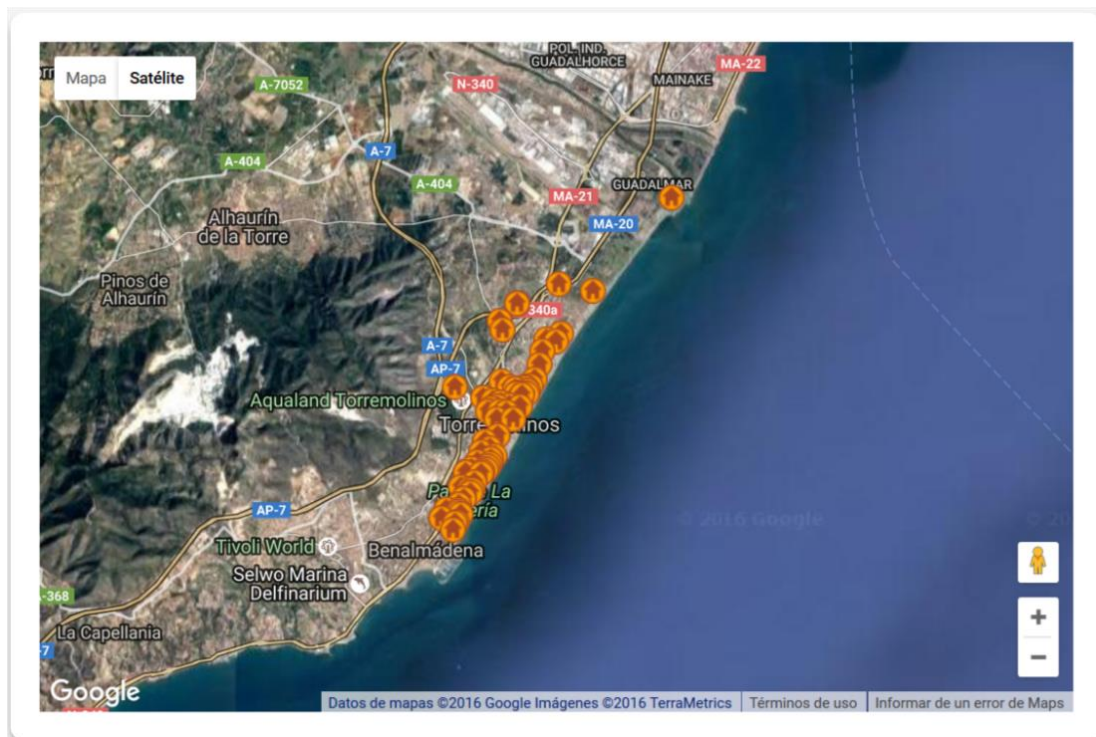 POL. IND.
GUADALHORCE
MA-22
Mapa
Satélite
A-7052
N-340
MAINAKE
A-7
A-404
A-404
GUADALMAR
MA-21
Alhaurín
de la Torre
MA-20
Pinos de
Alhaurín
340a
A-7
AP-7
Aqualand Torremolinos
AP-7
© 2016 Google
Tivoli World
Benalmádena
Selwo Marina
Delfinarium
A-368
La Capellania
-7
Google
Datos de mapas ©2016 Google Imágenes ©2016 TerraMetrics
Términos de uso
Informar de un error de Maps